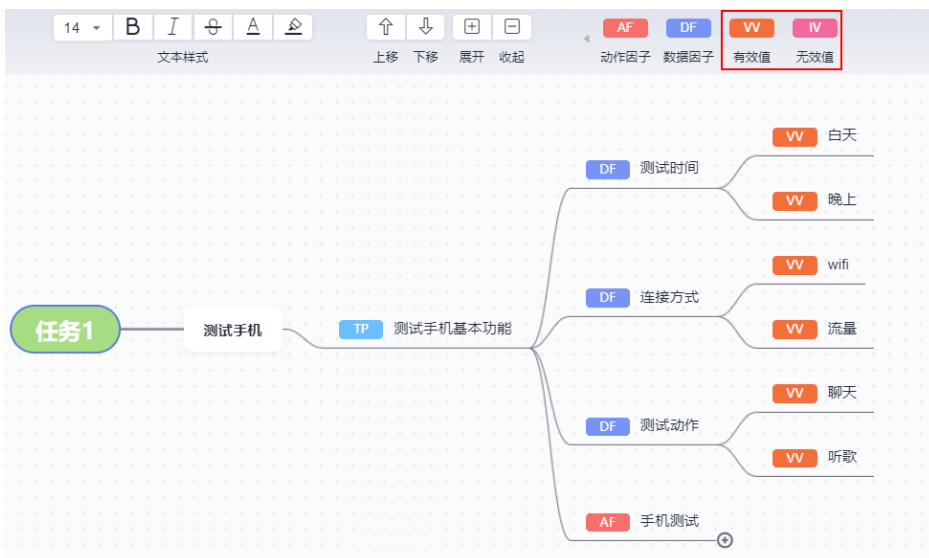 14 B I S A AF DF VV IV
文本样式 上移 下移 展开 收起 动作因子 数据因子 有效值 无效值
VV 白天
DF 测试时间
VV 晚上
VV wifi
DF 连接方式
VV 流量
任务1 测试手机 TP 测试手机基本功能
VV 聊天
DF 测试动作
VV 听歌
AF 手机测试